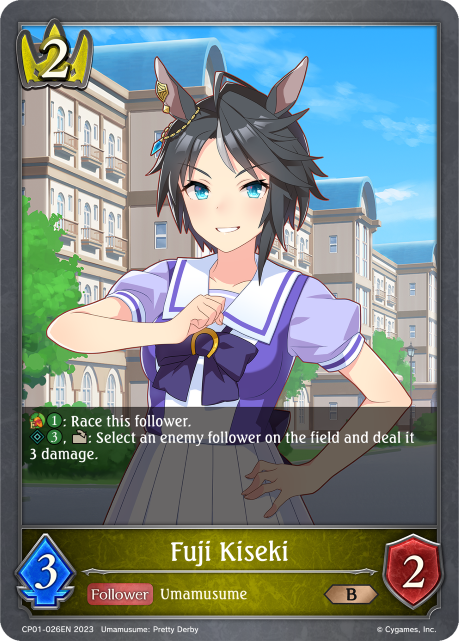 2
1 : Race this follower.
3 , : Select an enemy follower on the field and deal it
3 damage.
Fuji Kiseki
3
Follower Umamusume
B
2
CP01-026EN 2023 Umamusume: Pretty Derby
© Cygames, Inc.